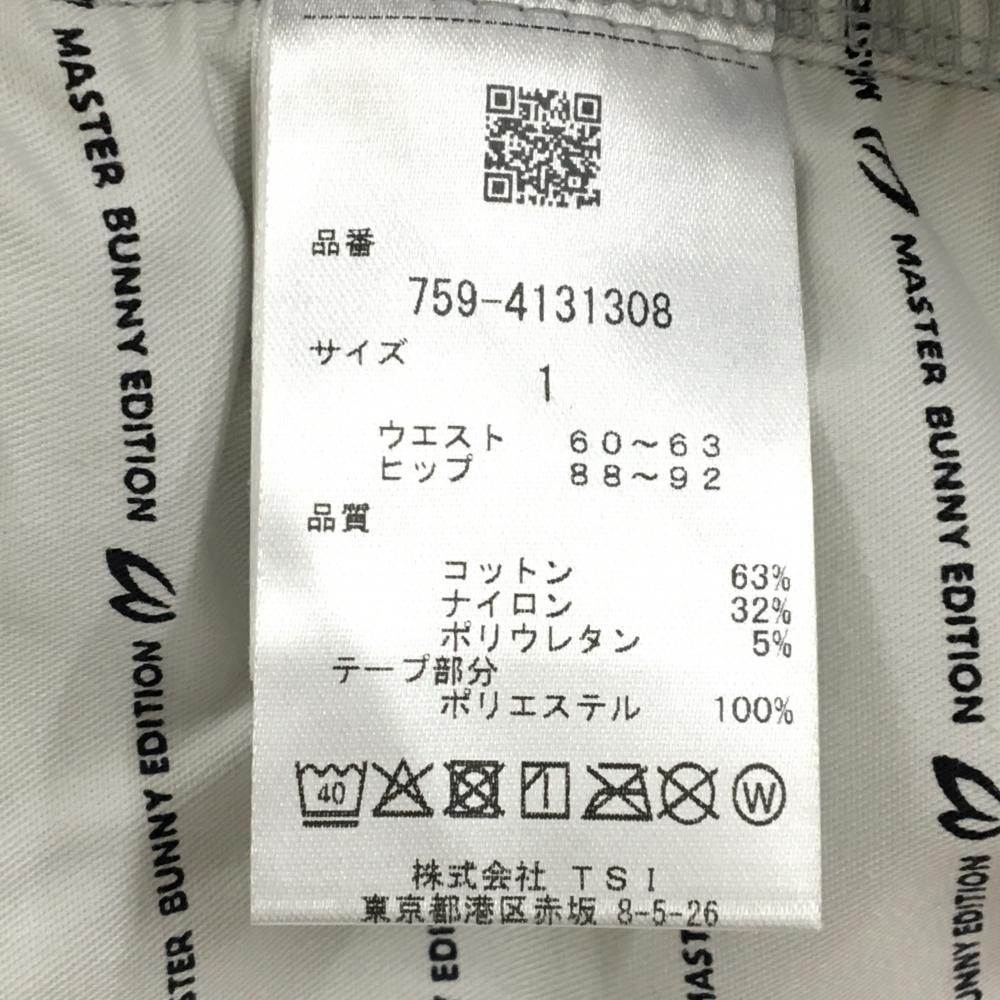 品番
759-4131308
サイズ
1
ウエスト 60～63
ヒップ 88～92
品質
コットン 63%
ナイロン 32%
ポリウレタン 5%
テープ部分
ポリエステル 100%
40
W
株式会社 TSI
東京都港区赤坂 8-5-26
MASTER BUNNY EDITION
BUNNY EDITION
MASTER BUNNY EDITION
EDITION